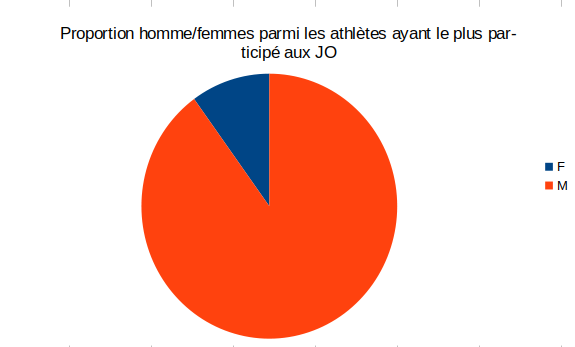 Proportion homme/femmes parmi les athlètes ayant le plus par-
ticipé aux JO
F
M